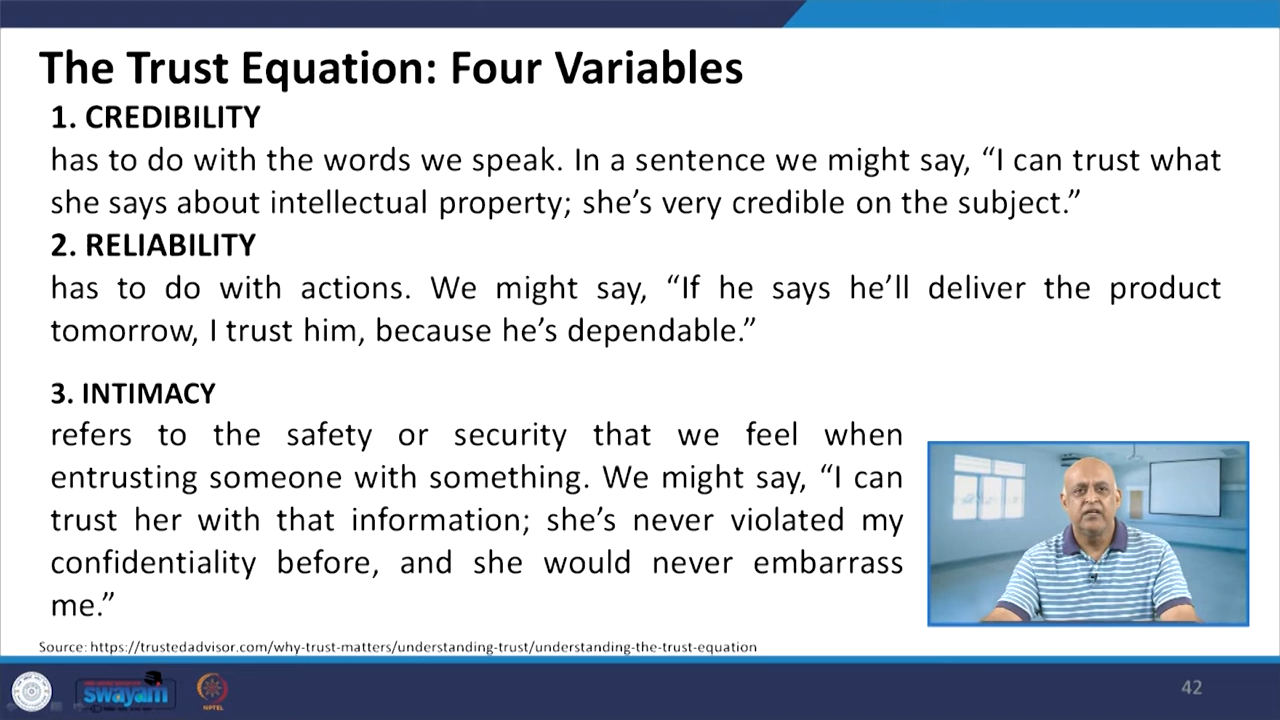 The Trust Equation: Four Variables
1. CREDIBILITY
has to do with the words we speak. In a sentence we might say, “I can trust what
she says about intellectual property; she’s very credible on the subject.”
2. RELIABILITY
has to do with actions. We might say, “If he says he’ll deliver the product
tomorrow, I trust him, because he’s dependable.”
3. INTIMACY
refers to the safety or security that we feel when
entrusting someone with something. We might say, “I can
trust her with that information; she’s never violated my
confidentiality before, and she would never embarrass
me.”
Source: https://trustedadvisor.com/why-trust-matters/understanding-trust/understanding-the-trust-equation
swayam
NPTEL
42